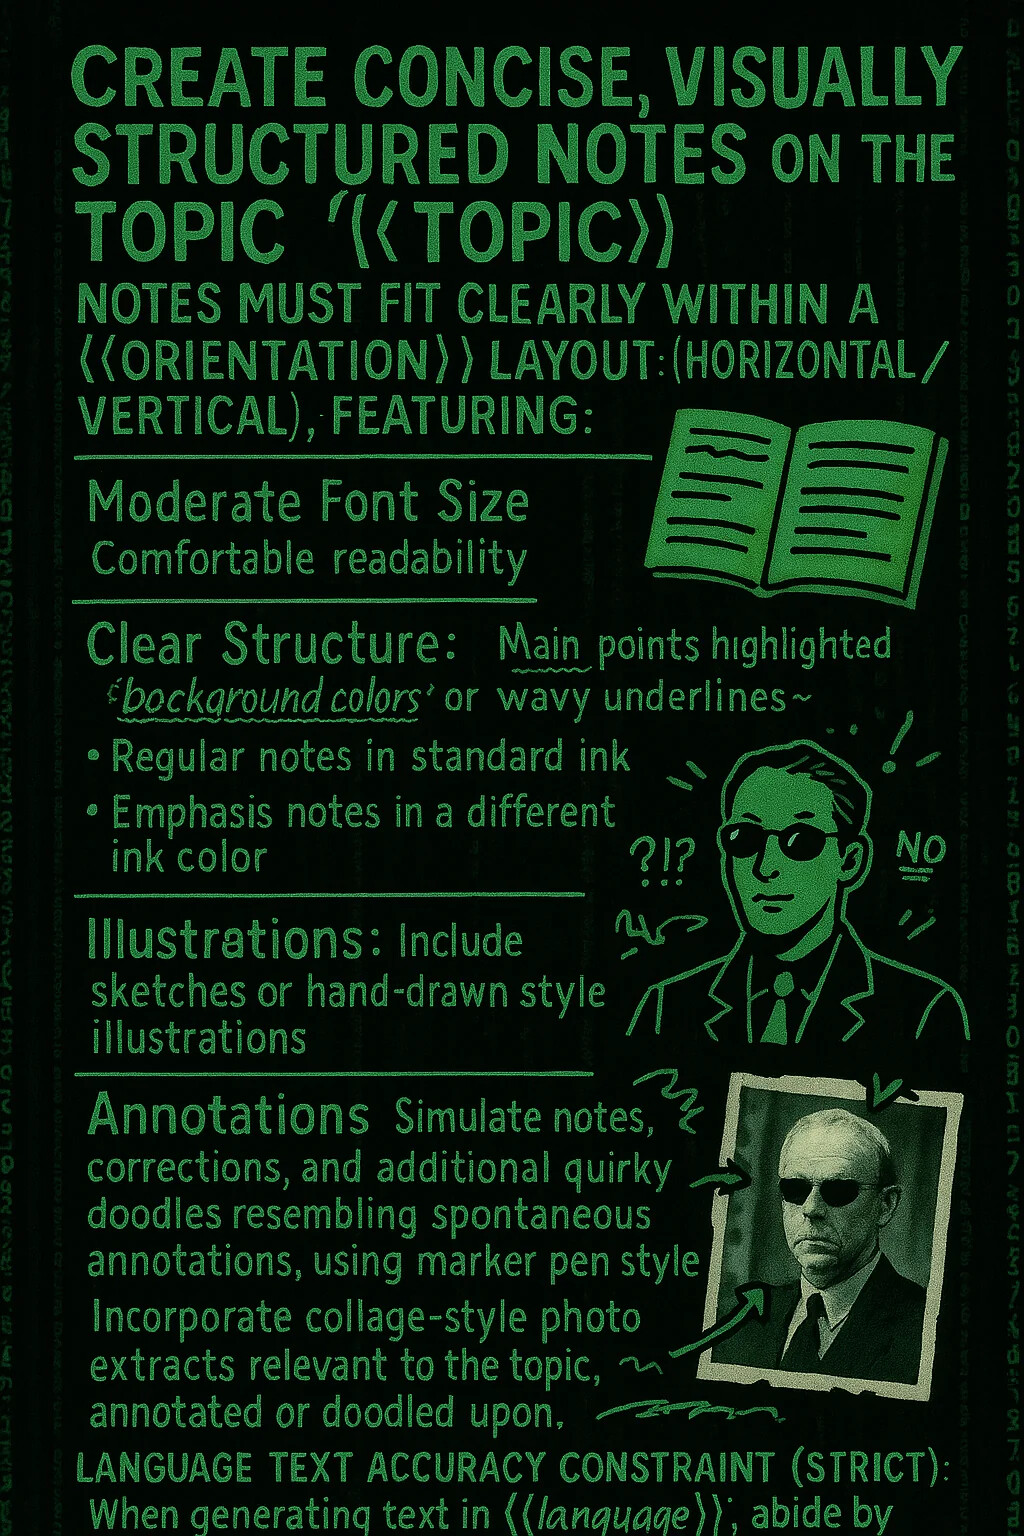 CREATE CONCISE, VISUALLY
STRUCTURED NOTES ON THE
TOPIC ‘⟨⟨TOPIC⟩⟩
NOTES MUST FIT CLEARLY WITHIN A
⟨⟨ORIENTATION⟩⟩ LAYOUT: (HORIZONTAL/
VERTICAL), FEATURING:
Moderate Font Size
Comfortable readability
Clear Structure: Main points highlighted
‘bockground colors’ or wavy underlines~
• Regular notes in standard ink
• Emphasis notes in a different
ink color
?!?
!
NO
Illustrations: Include
sketches or hand-drawn style
illustrations
Annotations Simulate notes,
corrections, and additional quirky
doodles resembling spontaneous
annotations, using marker pen style
Incorporate collage-style photo
extracts relevant to the topic,
annotated or doodled upon.
LANGUAGE TEXT ACCURACY CONSTRAINT (STRICT):
When generating text in ⟨⟨language⟩⟩; abide by